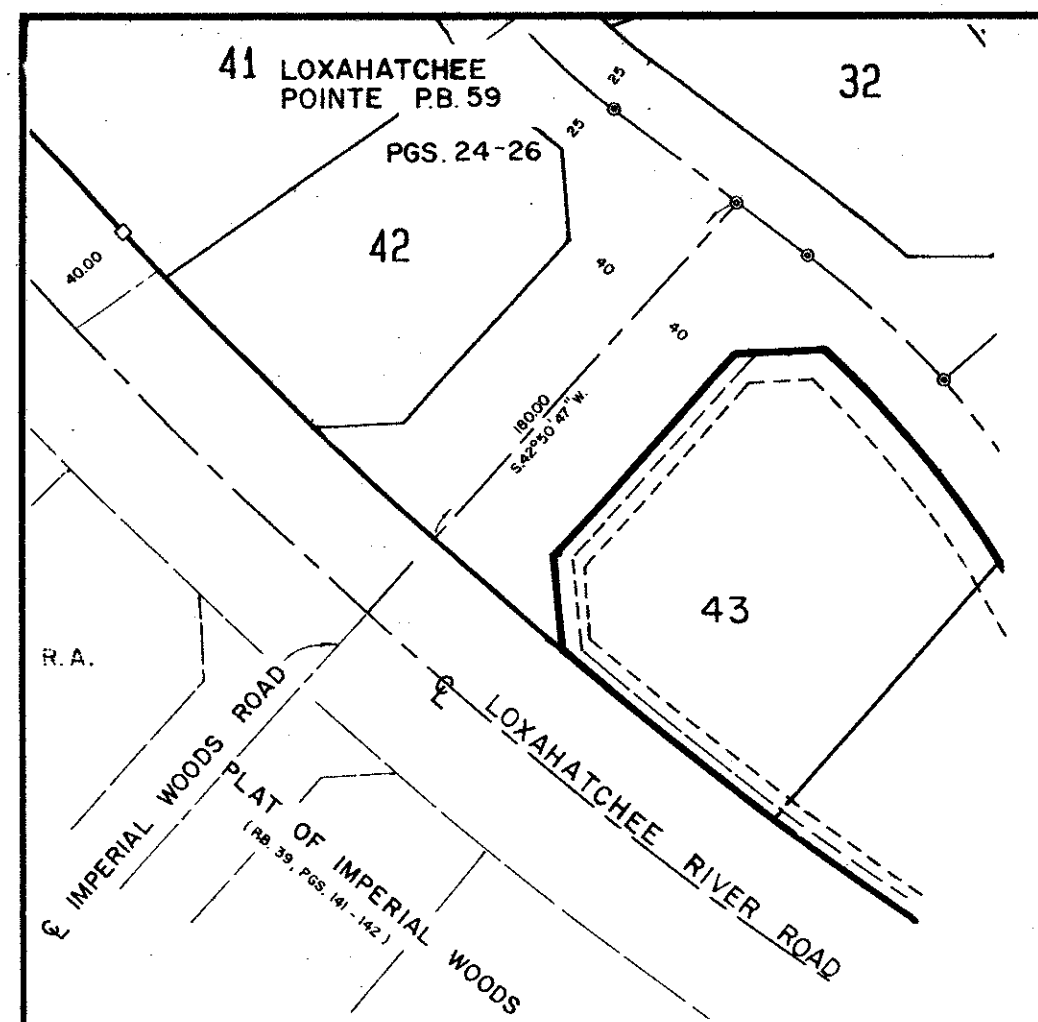 41 LOXAHATCHEE
POINTE P.B. 59
PGS. 24-26
25
25
32
42
40.00
40
40
180.00
S.42°50'47"W.
43
R.A.
℄ IMPERIAL WOODS ROAD
PLAT OF IMPERIAL WOODS
(P.B. 39, PGS. 141-142)
℄ LOXAHATCHEE RIVER ROAD